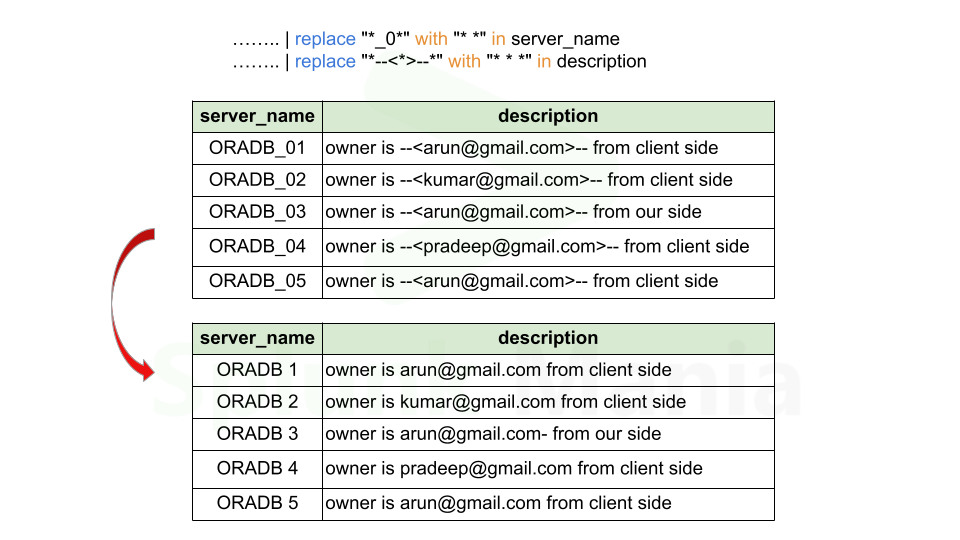 …….. | replace "*_0*" with "* *" in server_name
…….. | replace "*--<*>--*" with "* * *" in description
server_name description
ORADB_01 owner is --<arun@gmail.com>-- from client side
ORADB_02 owner is --<kumar@gmail.com>-- from client side
ORADB_03 owner is --<arun@gmail.com>-- from our side
ORADB_04 owner is --<pradeep@gmail.com>-- from client side
ORADB_05 owner is --<arun@gmail.com>-- from client side
server_name description
ORADB 1 owner is arun@gmail.com from client side
ORADB 2 owner is kumar@gmail.com from client side
ORADB 3 owner is arun@gmail.com- from our side
ORADB 4 owner is pradeep@gmail.com from client side
ORADB 5 owner is arun@gmail.com from client side
Splunk Mania